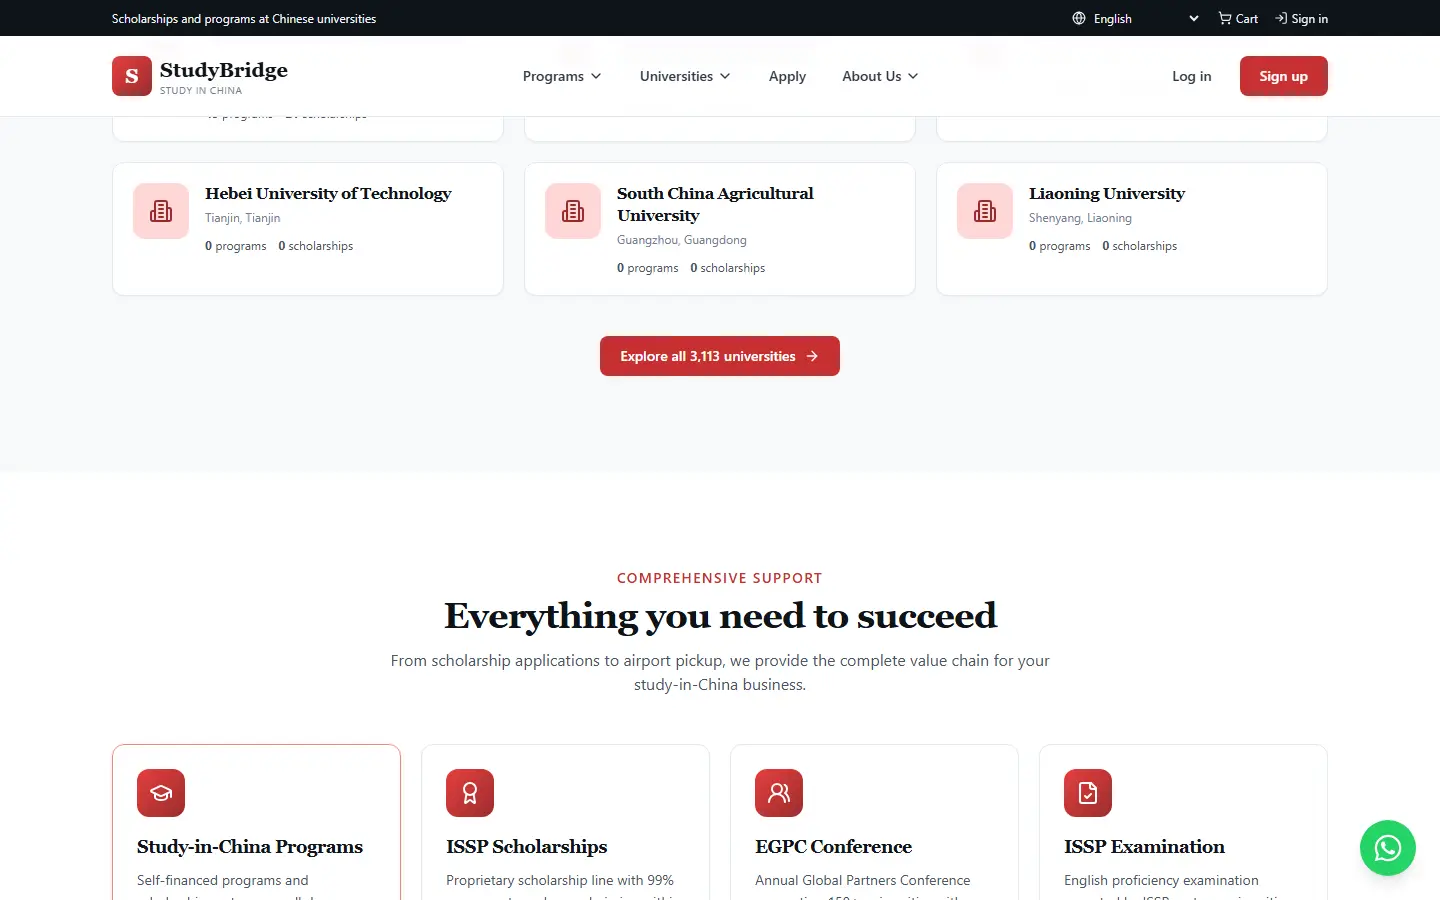 Scholarships and programs at Chinese universities
English
Cart
Sign in
S
StudyBridge
STUDY IN CHINA
Programs
Universities
Apply
About Us
Log in
Sign up
Hebei University of Technology
Tianjin, Tianjin
0 programs 0 scholarships
South China Agricultural
University
Guangzhou, Guangdong
0 programs 0 scholarships
Liaoning University
Shenyang, Liaoning
0 programs 0 scholarships
Explore all 3,113 universities
COMPREHENSIVE SUPPORT
Everything you need to succeed
From scholarship applications to airport pickup, we provide the complete value chain for your
study-in-China business.
Study-in-China Programs
Self-financed programs and
ISSP Scholarships
Proprietary scholarship line with 99%
EGPC Conference
Annual Global Partners Conference
ISSP Examination
English proficiency examination